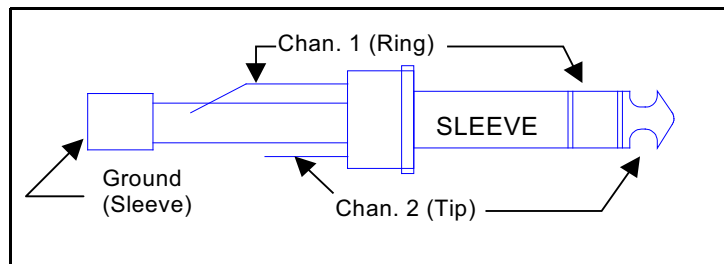 Chan. 1 (Ring)
SLEEVE
Ground
(Sleeve)
Chan. 2 (Tip)